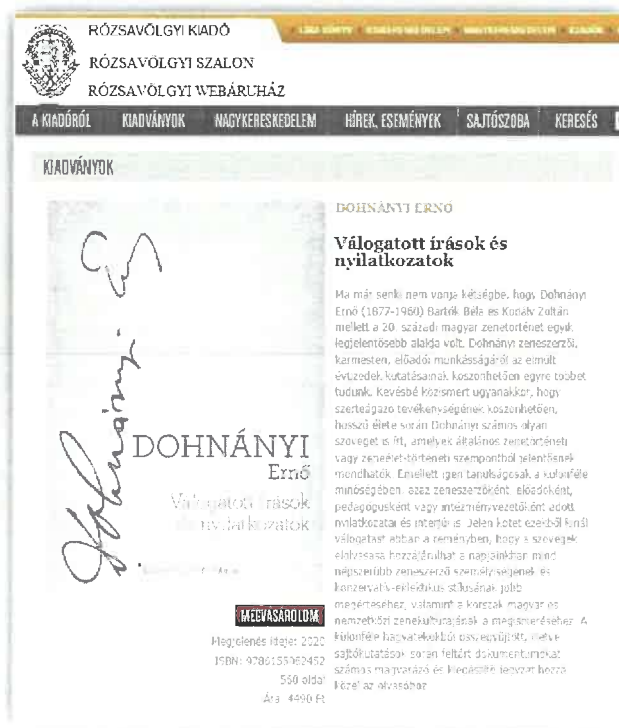 RÓZSAVÖLGYI KIADÓ
RÓZSAVÖLGYI SZALON
RÓZSAVÖLGYI WEBÁRUHÁZ
A KIADÓRÓL KIADVÁNYOK NAGYKERESKEDELEM HÍREK, ESEMÉNYEK SAJTÓSZOBA KERESÉS
KIADVÁNYOK
Dohnányi Ernő
DOHNÁNYI
Ernő
Válogatott írások
és nyilatkozatok
MEGVÁSÁROLOM
Megjelenés ideje: 2020
ISBN: 9786155062452
560 oldal
Ára: 4490 Ft
DOHNÁNYI ERNŐ
Válogatott írások és
nyilatkozatok
Ma már senki nem vonja kétségbe, hogy Dohnányi
Ernő (1877-1960) Bartók Béla és Kodály Zoltán
mellett a 20. századi magyar zenetörténet egyik
legjelentősebb alakja volt. Dohnányi zeneszerzői,
karmesteri, előadói munkásságáról az elmúlt
évtizedek kutatásainak köszönhetően egyre többet
tudunk. Kevésbé közismert ugyanakkor, hogy
szerteágazó tevékenységének köszönhetően,
hosszú élete során Dohnányi számos olyan
szöveget is írt, amelyek általános zenetörténeti
vagy zeneélet-történeti szempontból jelentősnek
mondhatók. Emellett igen tanulságosak a különféle
minőségében, azaz zeneszerzőként, előadóként,
pedagógusként vagy intézményvezetőként adott
nyilatkozatai és interjúi is. Jelen kötet ezekből kínál
válogatást abban a reményben, hogy a szövegek
elolvasása hozzájárulhat a napjainkban mind
népszerűbb zeneszerző személyiségének és
konzervatív-eklektikus stílusának jobb
megértéséhez, valamint a korszak magyar és
nemzetközi zenekultúrájának a megismeréséhez. A
különféle hagyatékokból összegyűjtött, illetve
sajtókutatások során feltárt dokumentumokat
számos magyarázó és kiegészítő jegyzet hozza
közel az olvasóhoz.